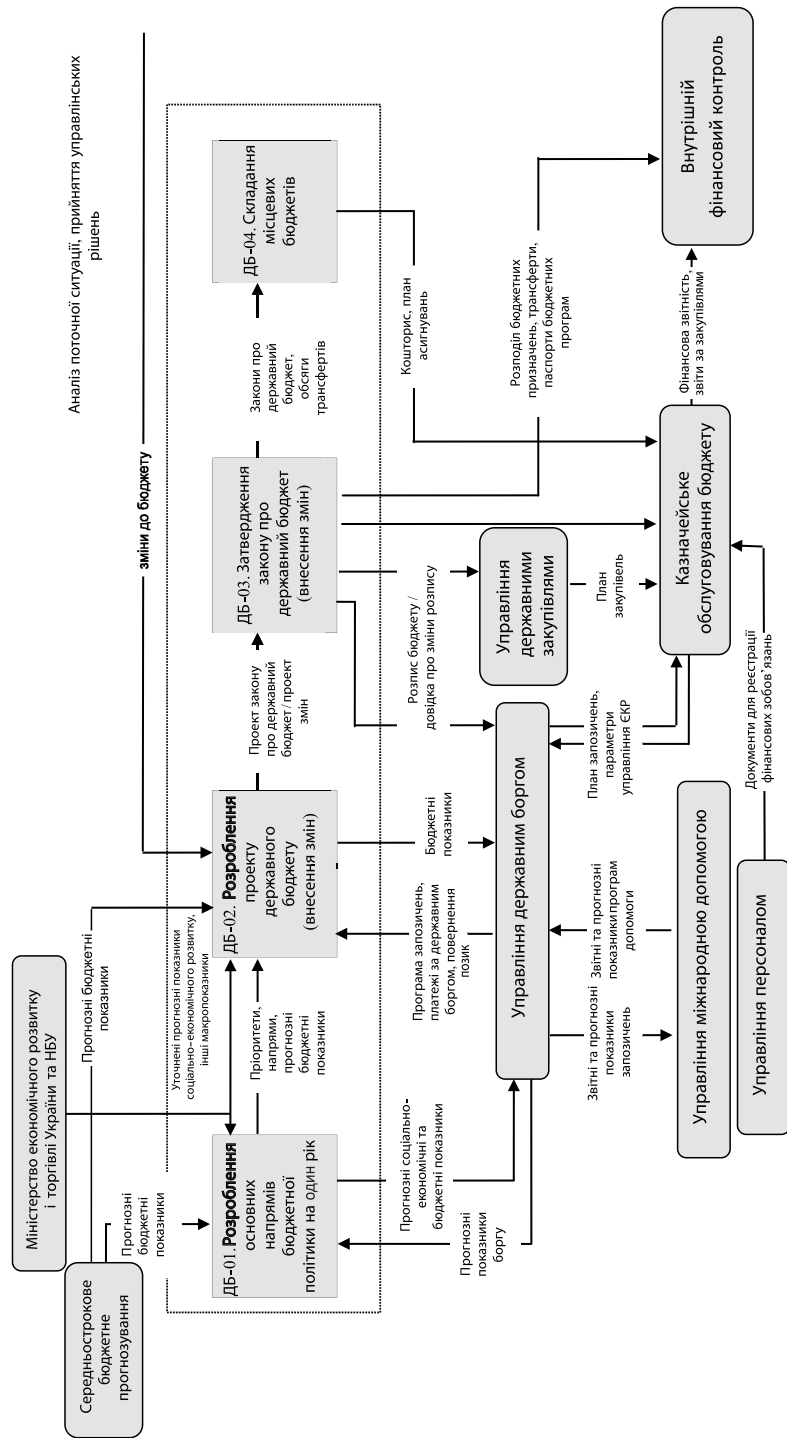 Аналіз поточної ситуації, прийняття управлінських
рішень
зміни до бюджету
Міністерство економічного розвитку
і торгівлі України та НБУ
Середньострокове
бюджетне
прогнозування
Прогнозні бюджетні
показники
Прогнозні
бюджетні
показники
Уточнені прогнозні показники
соціально-економічного розвитку,
інші макропоказники
ДБ-01. Розроблення
основних
напрямів
бюджетної
політики на один рік
Пріоритети,
напрями,
прогнозні
бюджетні
показники
ДБ-02. Розроблення
проекту
державного
бюджету
(внесення змін)
Проект закону
про державний
бюджет / проект
змін
ДБ-03. Затвердження
закону про
державний бюджет
(внесення змін)
Закони про
державний
бюджет,
обсяги
трансфертів
ДБ-04. Складання
місцевих
бюджетів
Прогнозні соціально-
економічні та
бюджетні показники
Прогнозні
показники
боргу
Програма запозичень,
платежі за державним
боргом, повернення
позик
Бюджетні
показники
Розпис бюджету /
довідка про зміни розпису
Кошторис, план
асигнувань
Розподіл бюджетних
призначень, трансферти,
паспорти бюджетних
програм
Управління державним боргом
Управління
державними
закупівлями
План
закупівель
Звітні та прогнозні
показники
запозичень
Звітні та прогнозні
показники програм
допомоги
План запозичень,
параметри
управління ЄКР
Казначейське
обслуговування бюджету
Фінансова звітність,
звіти за закупівлями
Внутрішній
фінансовий контроль
Управління міжнародною допомогою
Управління персоналом
Документи для реєстрації
фінансових зобов'язань